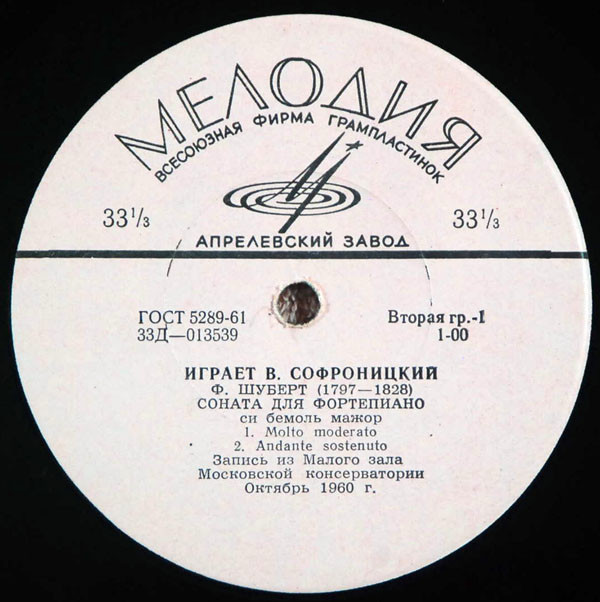 МЕЛОДИЯ
ВСЕСОЮЗНАЯ ФИРМА ГРАМПЛАСТИНОК
33⅓ 33⅓
АПРЕЛЕВСКИЙ ЗАВОД
ГОСТ 5289-61 Вторая гр.-1
33Д—013539 1-00
ИГРАЕТ В. СОФРОНИЦКИЙ
Ф. ШУБЕРТ (1797—1828)
СОНАТА ДЛЯ ФОРТЕПИАНО
си бемоль мажор
1. Molto moderato
2. Andante sostenuto
Запись из Малого зала
Московской консерватории
Октябрь 1960 г.